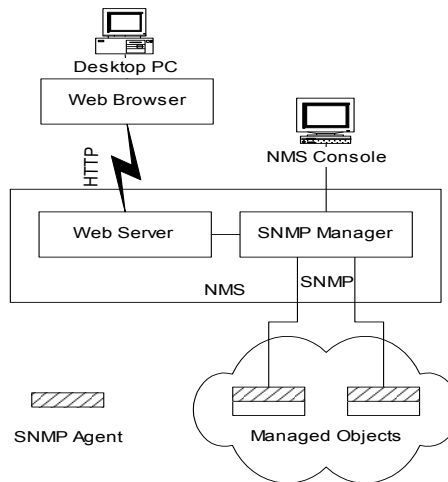 Desktop PC
Web Browser
HTTP
NMS Console
Web Server
SNMP Manager
NMS
SNMP
SNMP Agent
Managed Objects